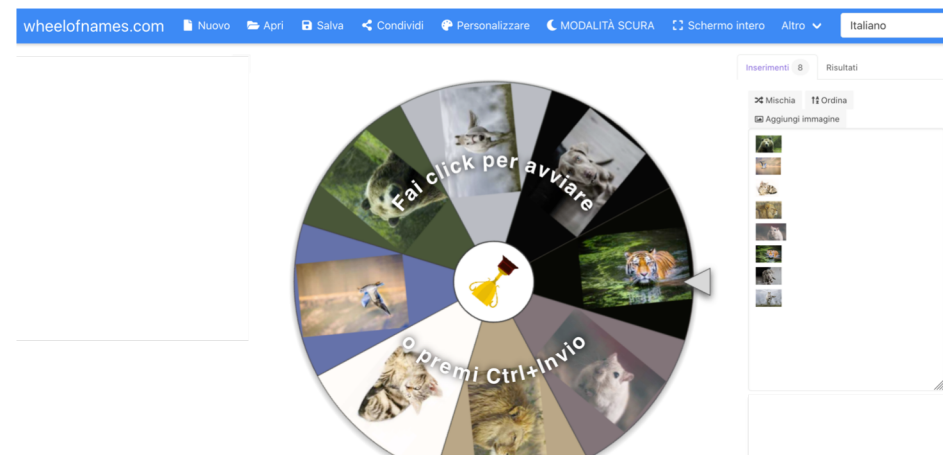 wheelofnames.com Nuovo Apri Salva Condividi Personalizzare MODALITÀ SCURA Schermo intero Altro Italiano
Inserimenti 8 Risultati
Mischia Ordina
Aggiungi immagine
Fai click per avviare
o premi Ctrl+Invio